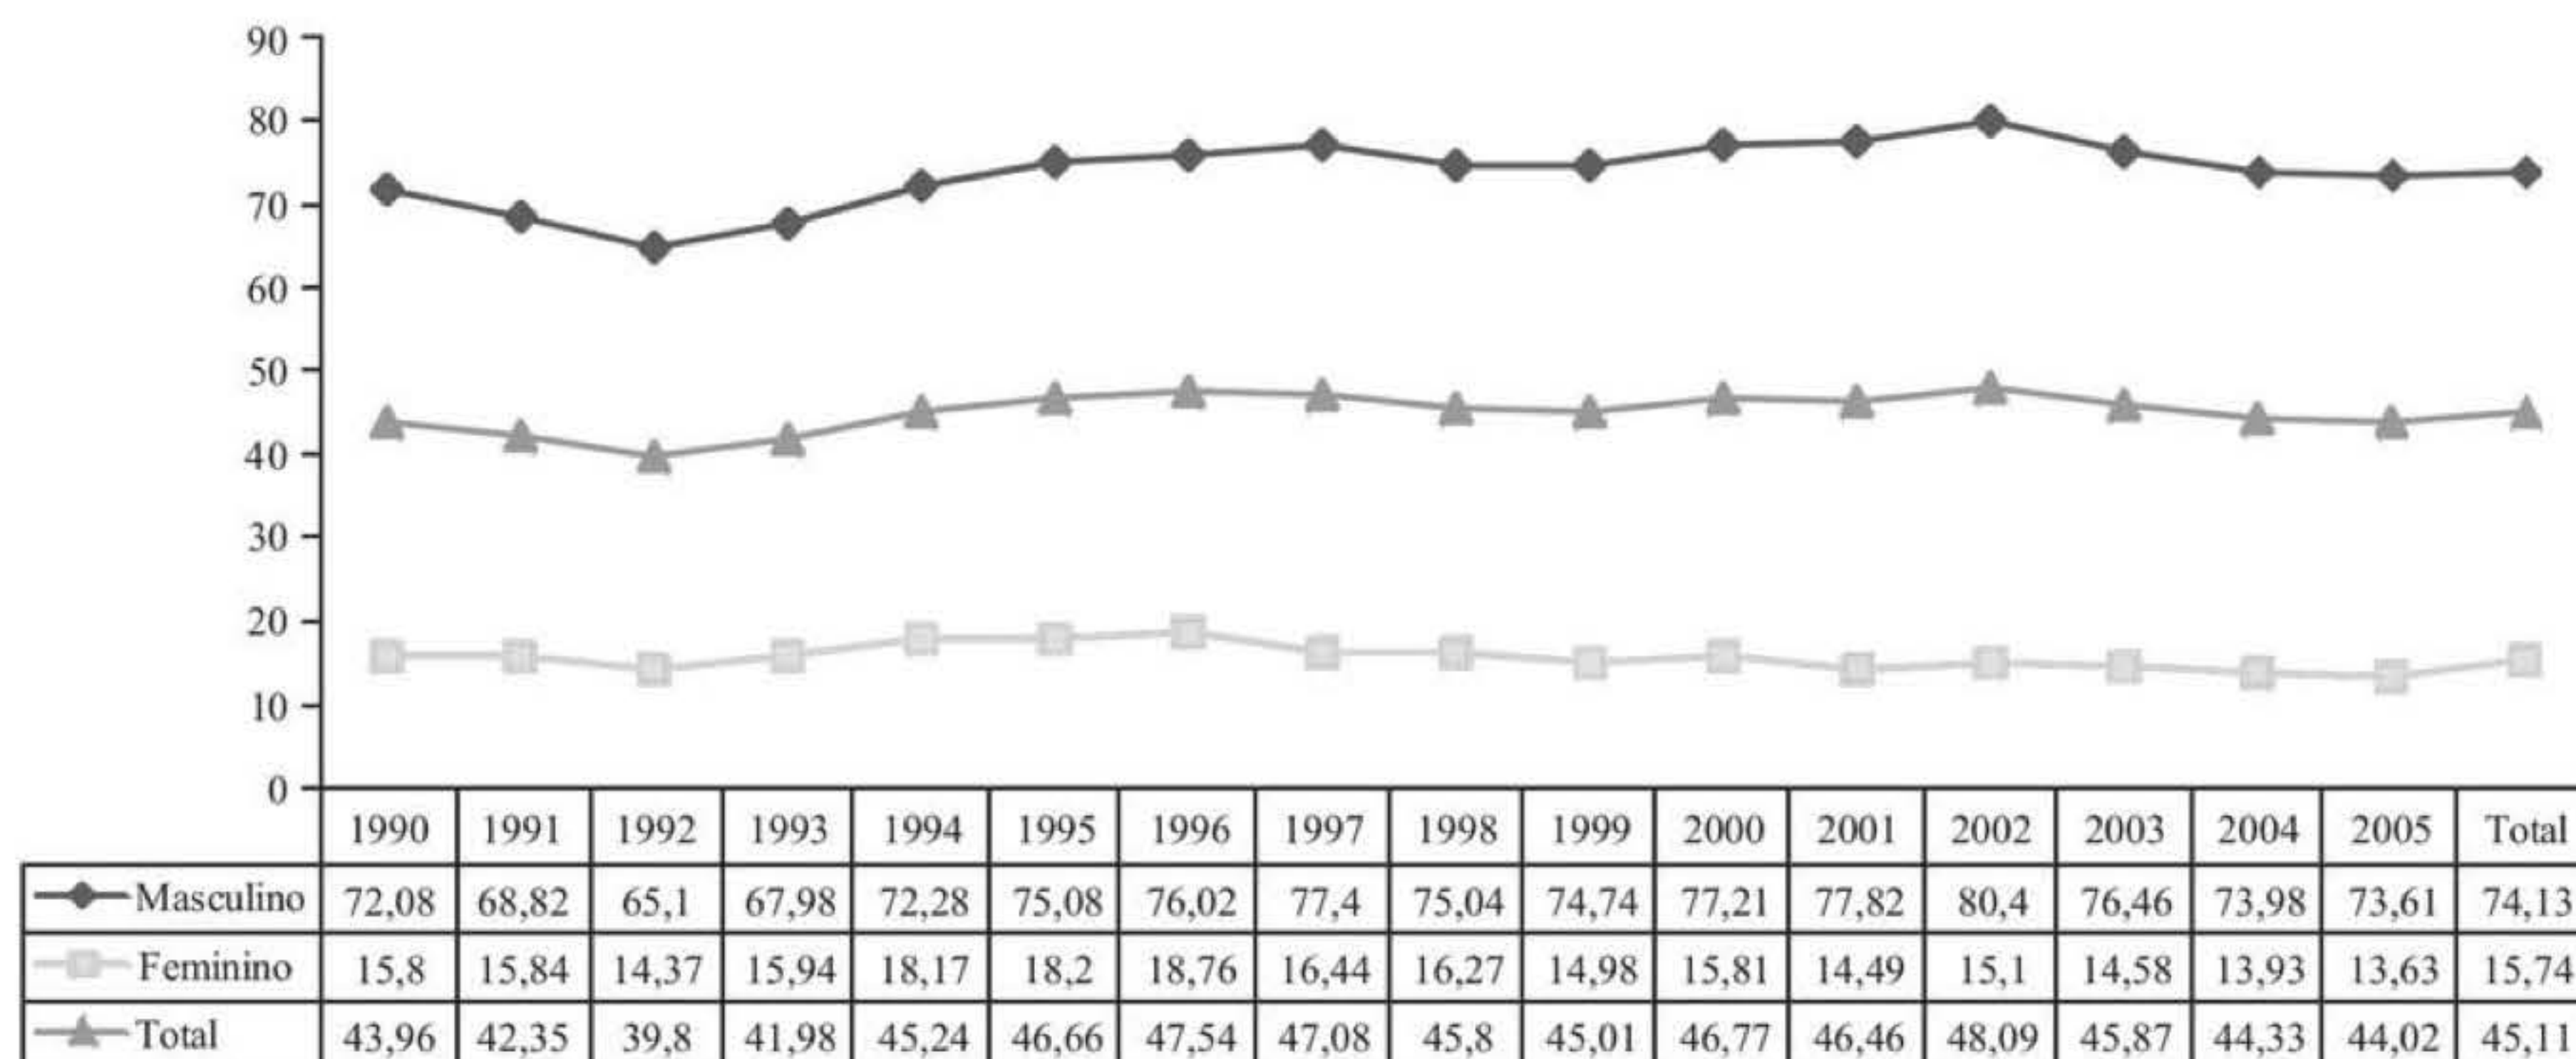 90
80
70
60
50
40
30
20
10
0
1990 1991 1992 1993 1994 1995 1996 1997 1998 1999 2000 2001 2002 2003 2004 2005 Total
Masculino 72,08 68,82 65,1 67,98 72,28 75,08 76,02 77,4 75,04 74,74 77,21 77,82 80,4 76,46 73,98 73,61 74,13
Feminino 15,8 15,84 14,37 15,94 18,17 18,2 18,76 16,44 16,27 14,98 15,81 14,49 15,1 14,58 13,93 13,63 15,74
Total 43,96 42,35 39,8 41,98 45,24 46,66 47,54 47,08 45,8 45,01 46,77 46,46 48,09 45,87 44,33 44,02 45,11